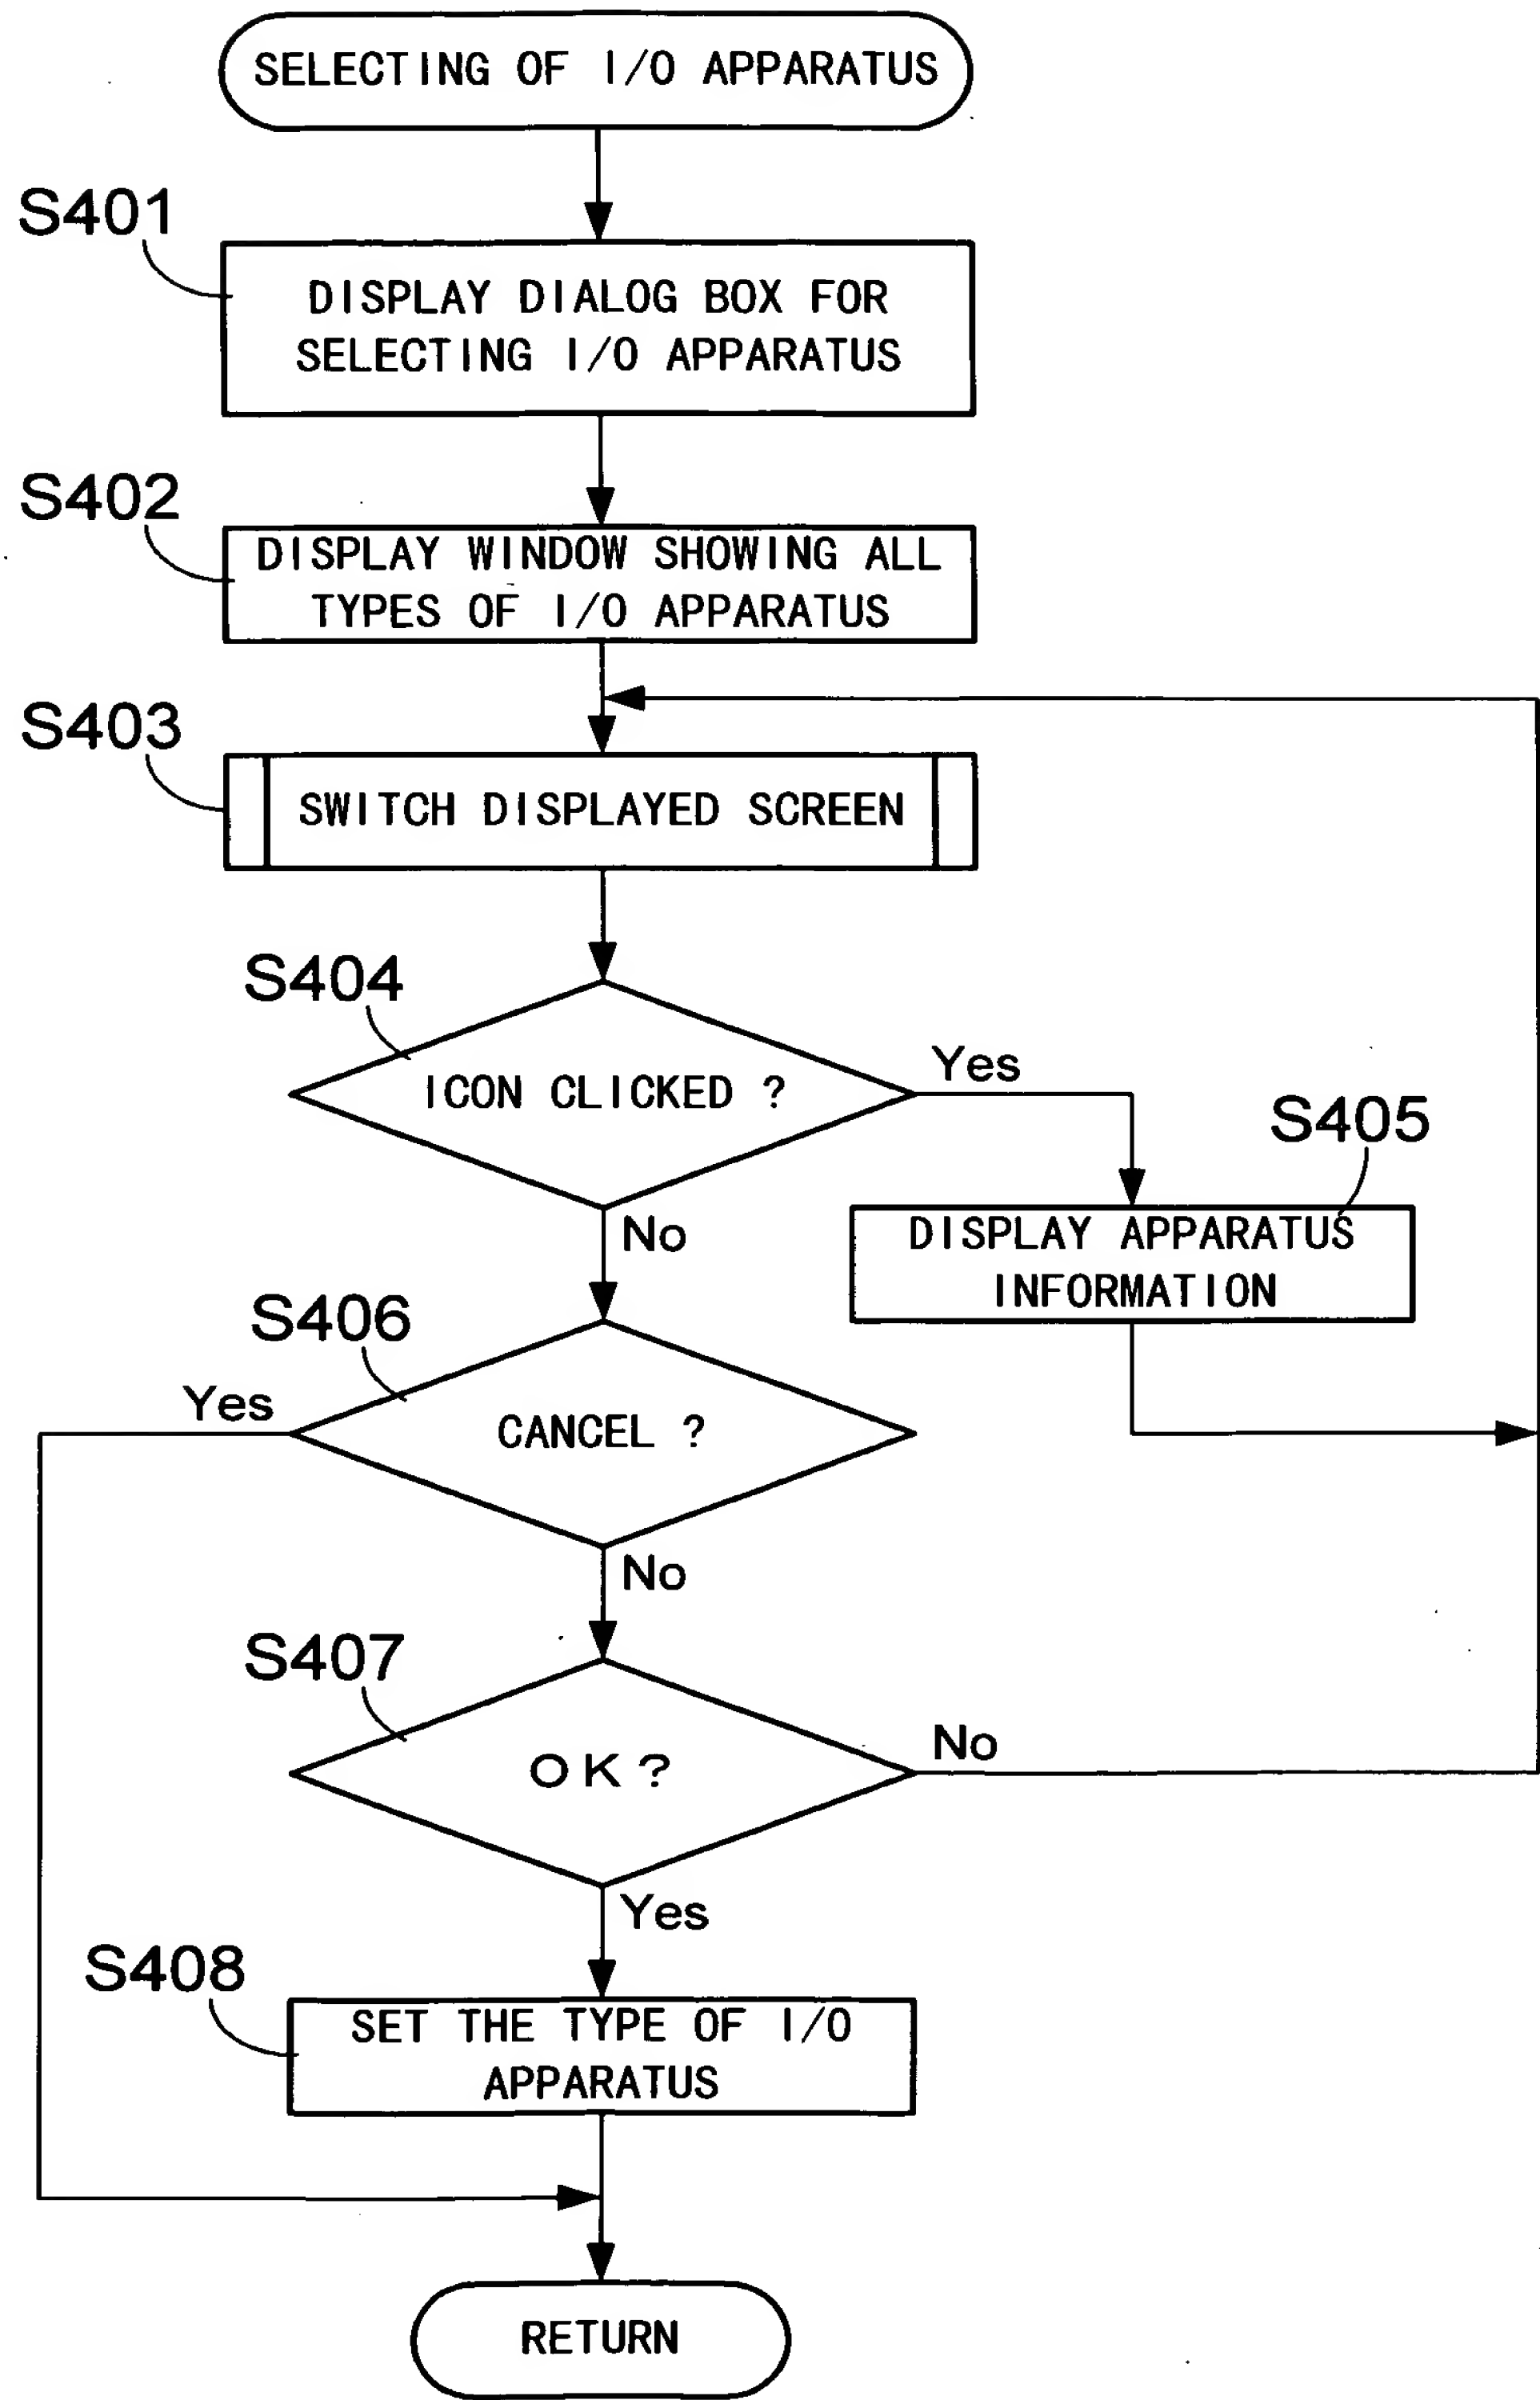 SELECTING OF I/O APPARATUS
S401
DISPLAY DIALOG BOX FOR
SELECTING I/O APPARATUS
S402
DISPLAY WINDOW SHOWING ALL
TYPES OF I/O APPARATUS
S403
SWITCH DISPLAYED SCREEN
S404
ICON CLICKED ?
Yes
S405
DISPLAY APPARATUS
INFORMATION
No
S406
Yes
CANCEL ?
No
S407
OK?
No
Yes
S408
SET THE TYPE OF I/O
APPARATUS
RETURN